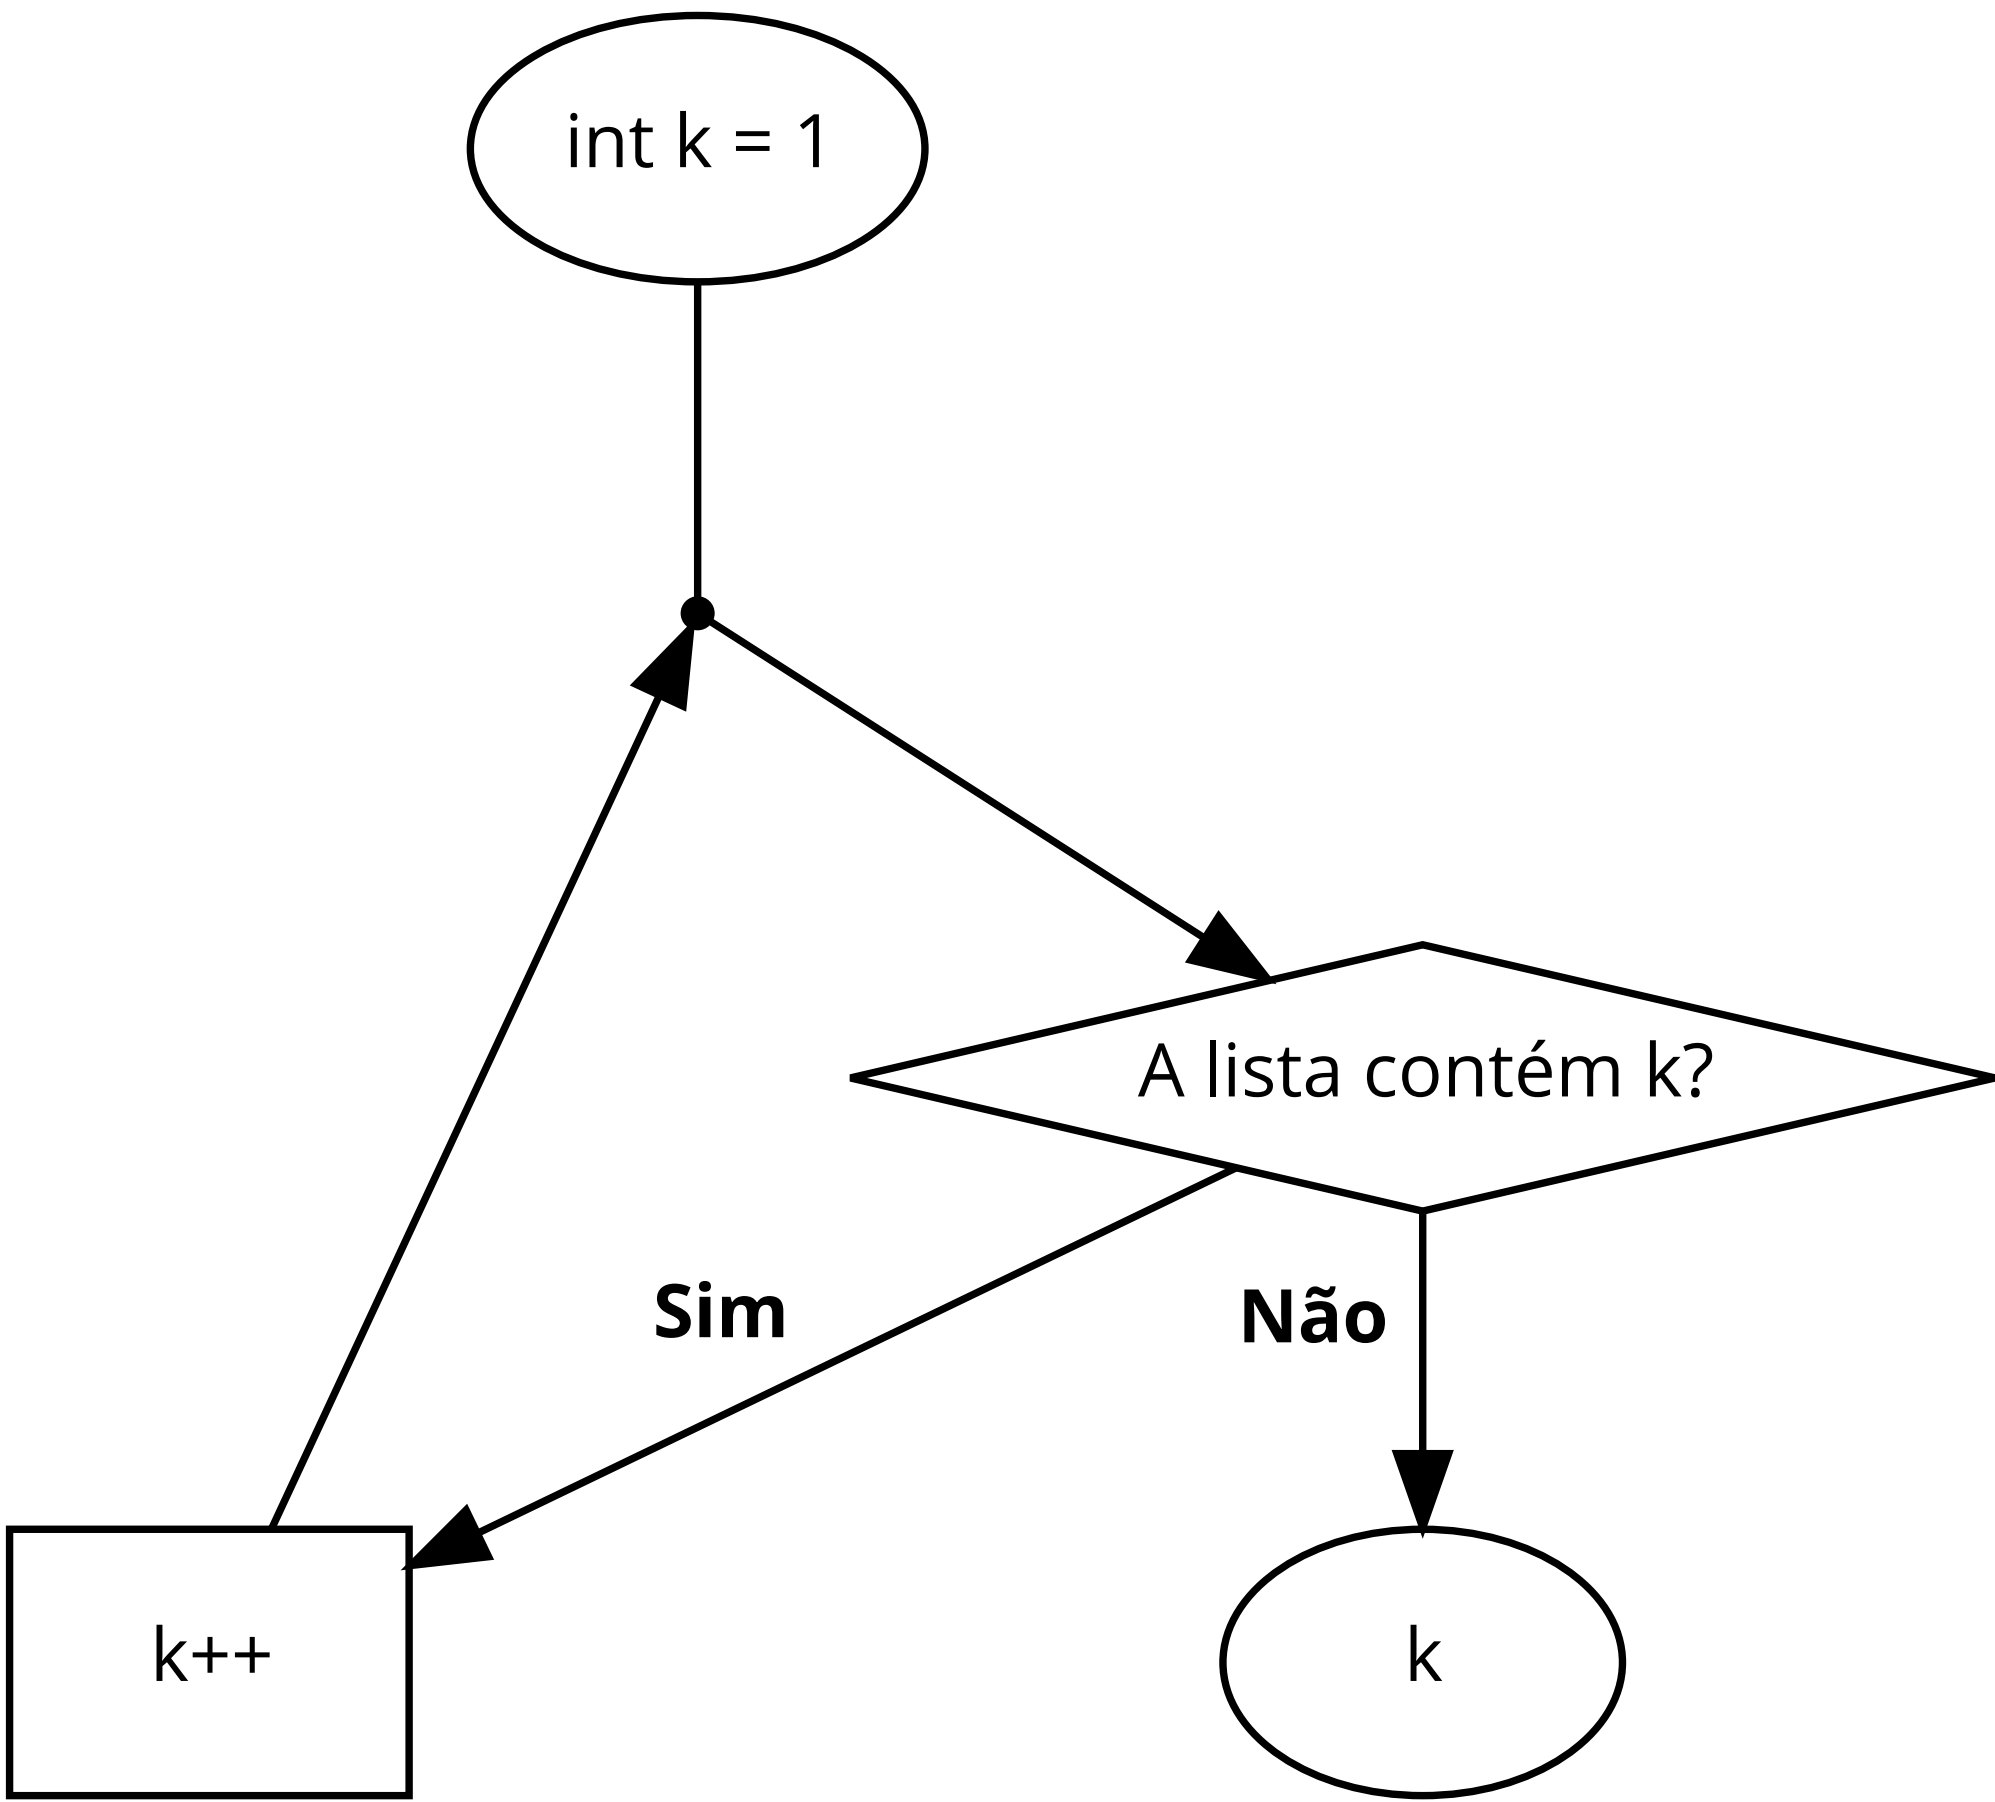 int k = 1
A lista contém k?
Sim
Não
k++
k